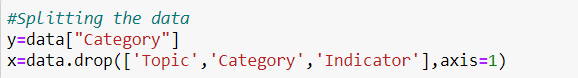 #Splitting the data
y=data["Category"]
x=data.drop(['Topic','Category','Indicator'],axis=1)